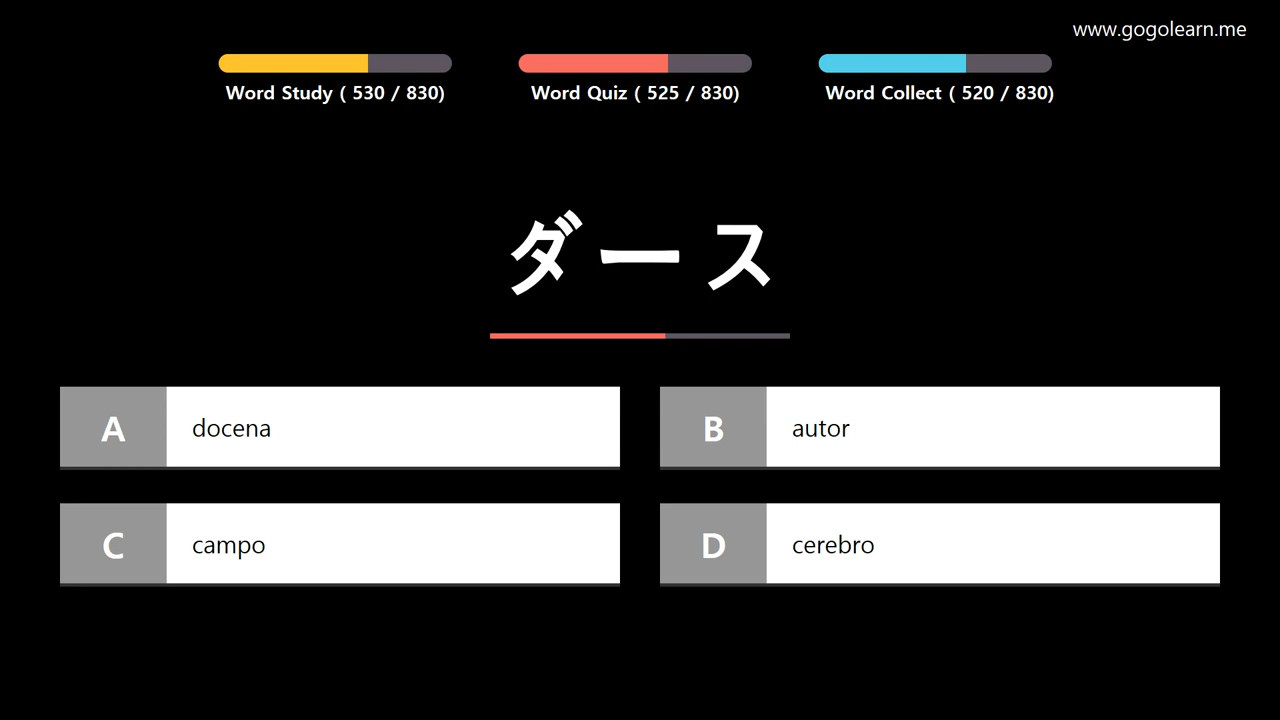 www.gogolearn.me
Word Study ( 530 / 830)
Word Quiz ( 525 / 830)
Word Collect ( 520 / 830)
ダース
A docena
B autor
C campo
D cerebro